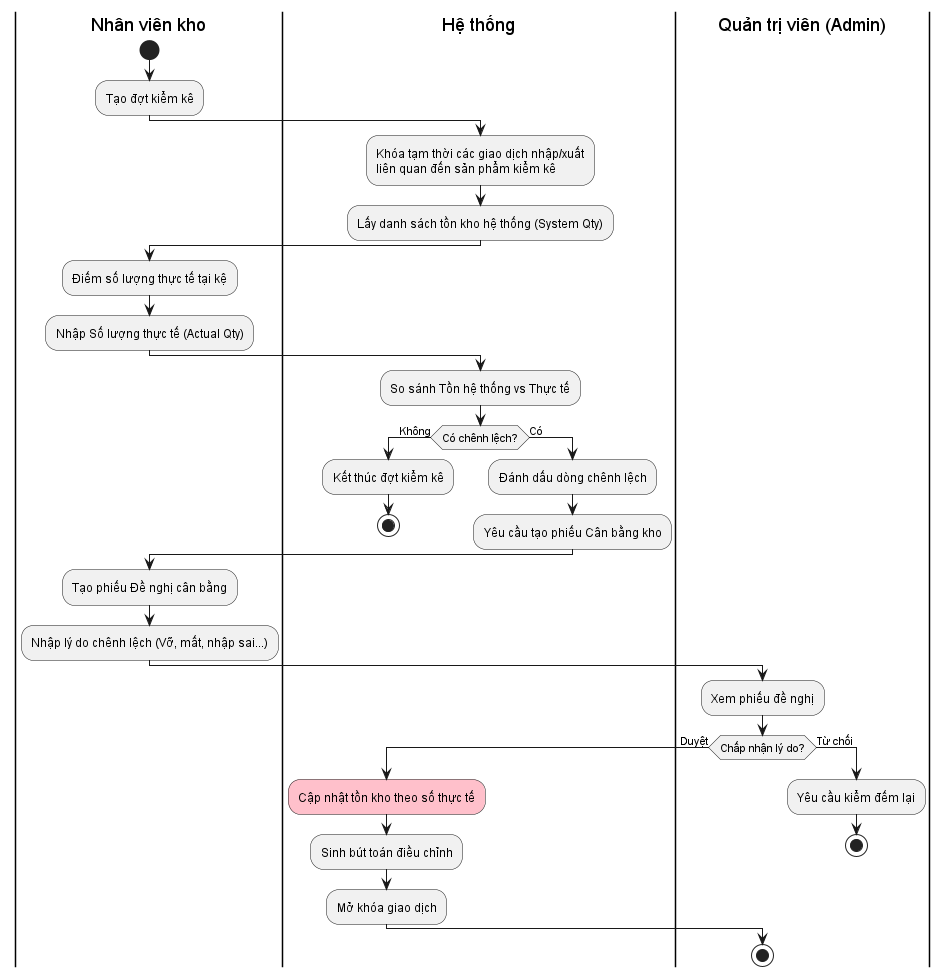 Nhân viên kho
Hệ thống
Quản trị viên (Admin)
Tạo đợt kiểm kê
Khóa tạm thời các giao dịch nhập/xuất
liên quan đến sản phẩm kiểm kê
Lấy danh sách tồn kho hệ thống (System Qty)
Điếm số lượng thực tế tại kệ
Nhập Số lượng thực tế (Actual Qty)
So sánh Tồn hệ thống vs Thực tế
Có chênh lệch?
Không
Có
Kết thúc đợt kiểm kê
Đánh dấu dòng chênh lệch
Yêu cầu tạo phiếu Cân bằng kho
Tạo phiếu Đề nghị cân bằng
Nhập lý do chênh lệch (Vỡ, mất, nhập sai...)
Xem phiếu đề nghị
Chấp nhận lý do?
Duyệt
Từ chối
Cập nhật tồn kho theo số thực tế
Yêu cầu kiểm đếm lại
Sinh bút toán điều chỉnh
Mở khóa giao dịch